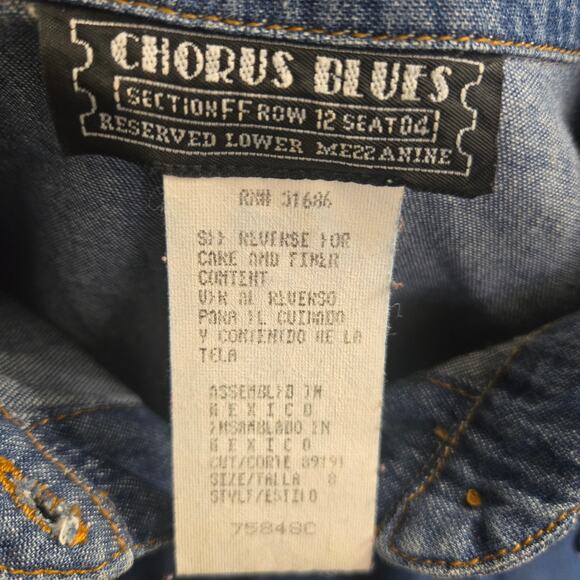 CHORUS BLUES
SECTION FF ROW 12 SEAT 04
RESERVED LOWER MEZZANINE
RN# 31686
SEE REVERSE FOR
CARE AND FIBER
CONTENT
VER AL REVERSO
PARA EL CUIDADO
Y CONTENIDO DE LA
TELA
ASSEMBLED IN
MEXICO
ENSAMBLADO IN
MEXICO
CUT/CORTE 89191
SIZE/TALLA 8
STYLE/ESTILO
75848C